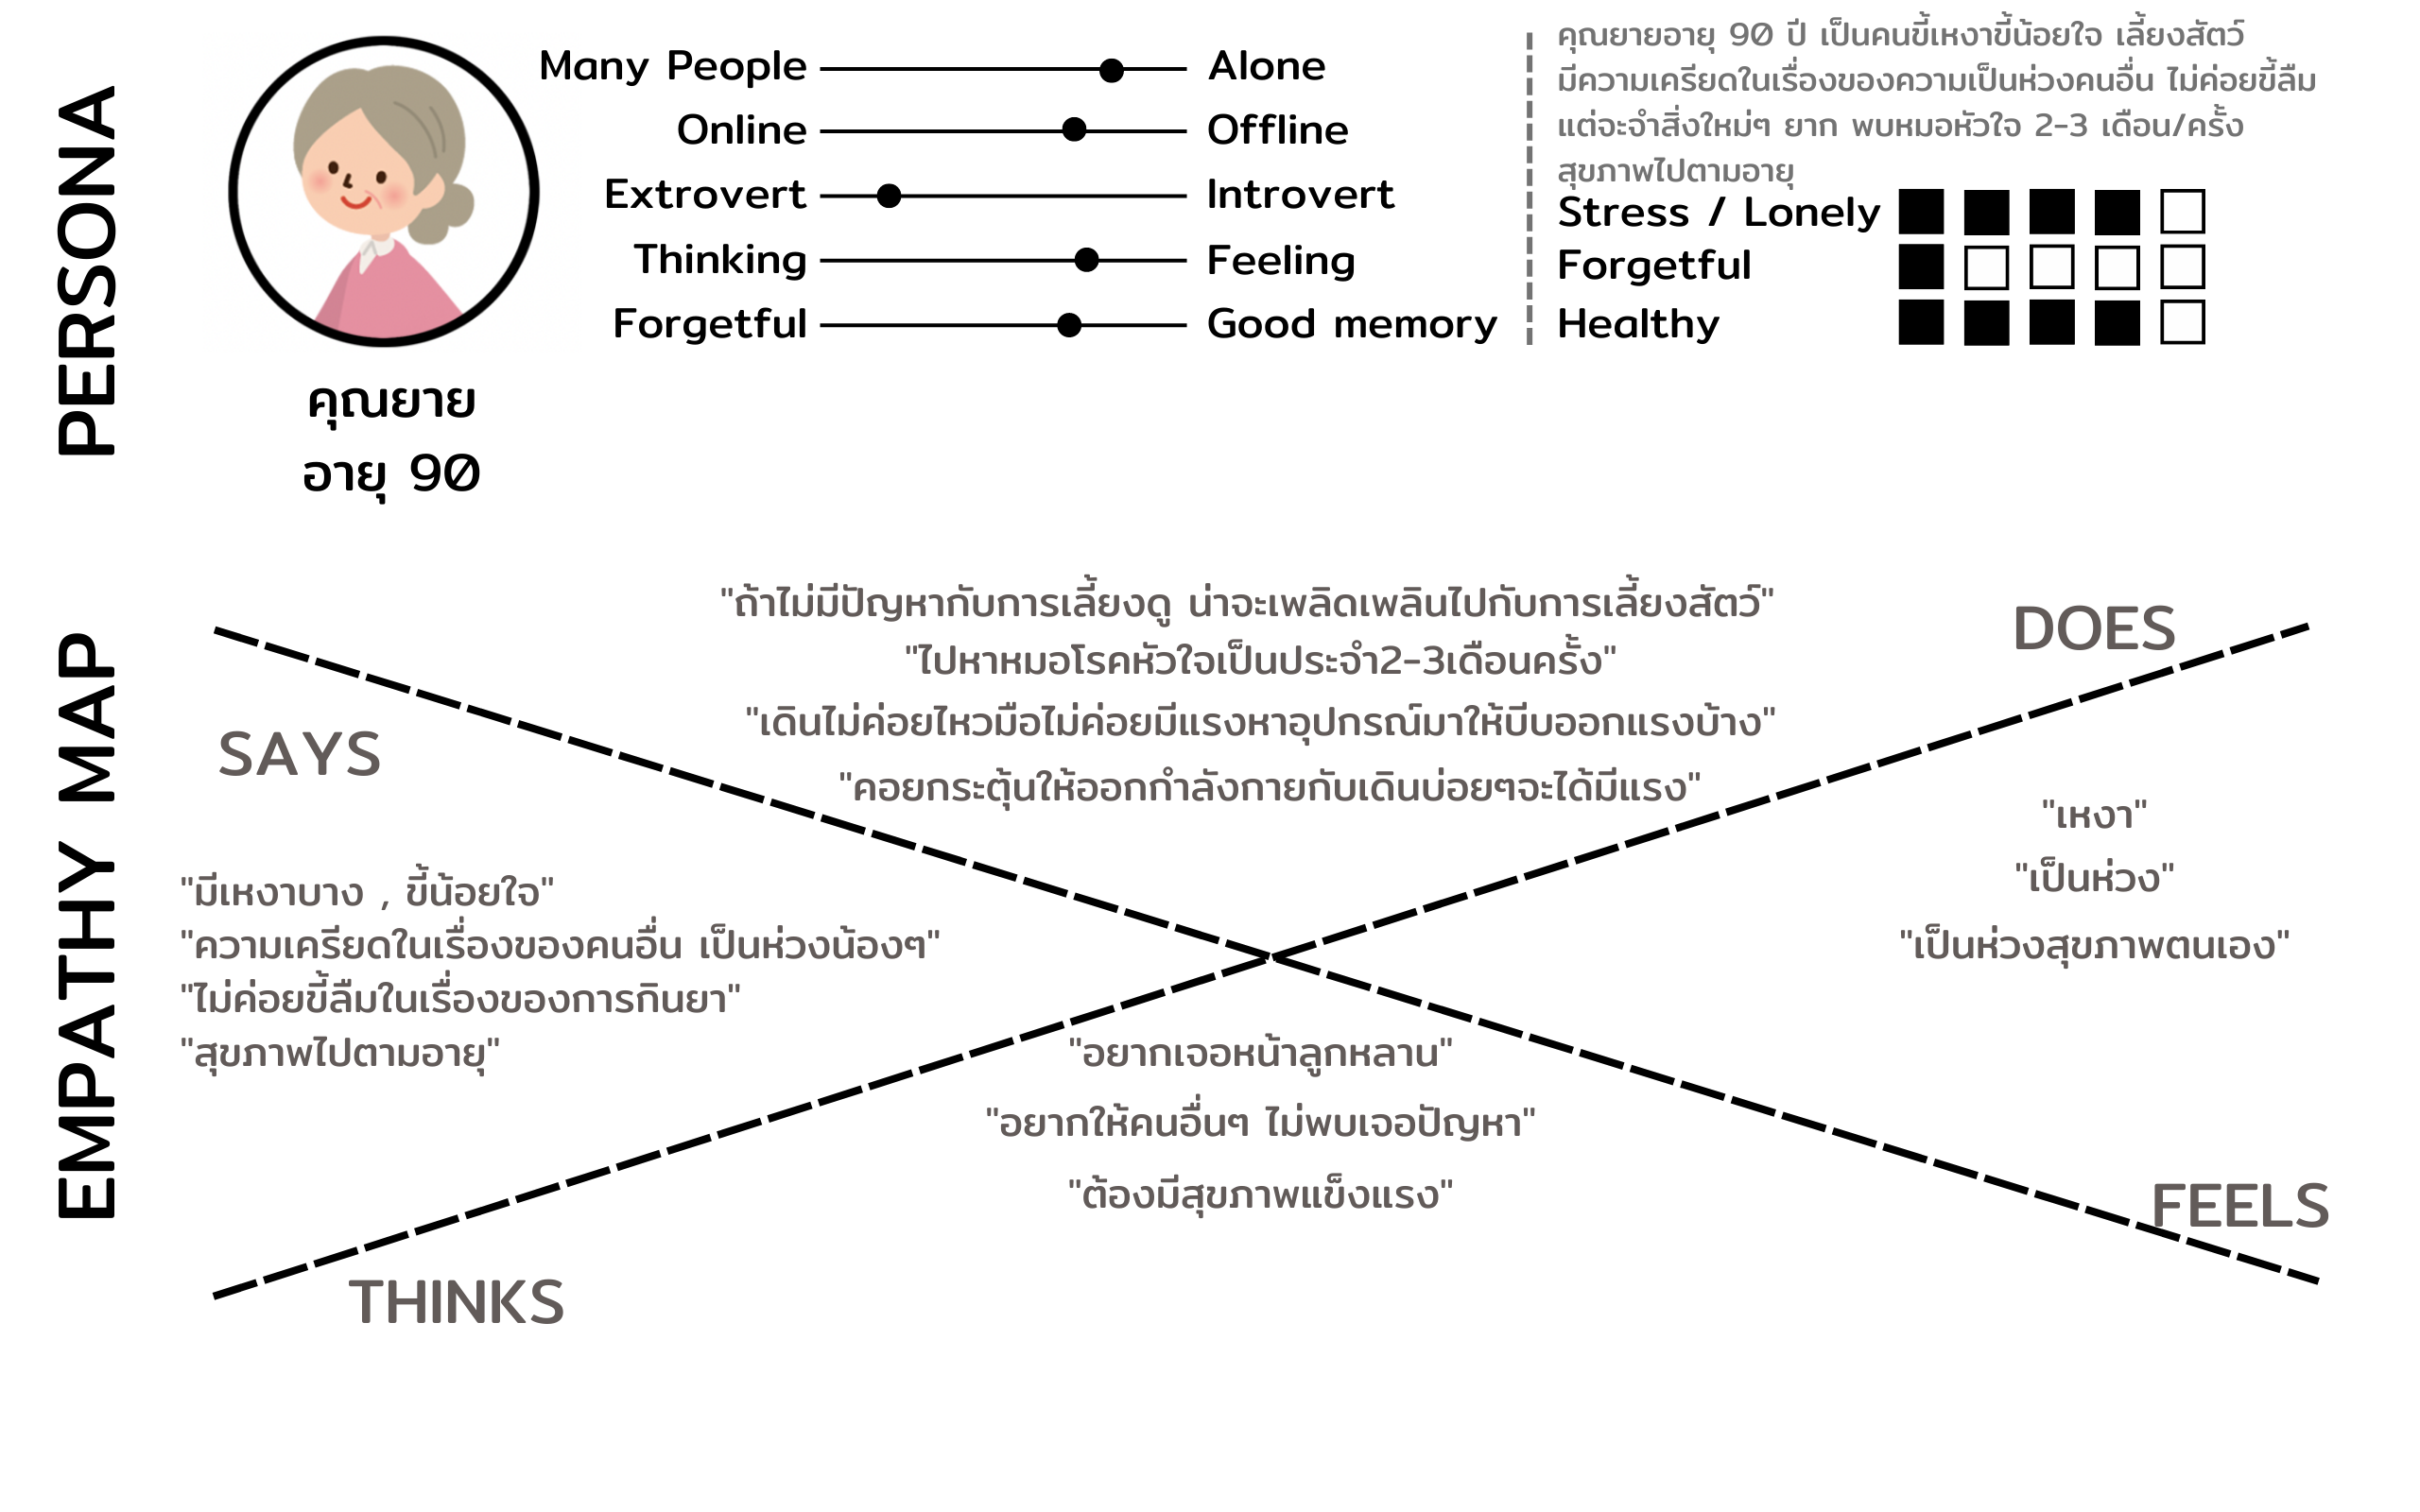 PERSONA
Many People
Alone
Online
Offline
Extrovert
Introvert
Thinking
Feeling
Forgetful
Good memory
คุณยาย
อายุ 90
คุณยายอายุ 90 ปี เป็นคนขี้เหงาขี้น้อยใจ เลี้ยงสัตว์
มีความเครียดในเรื่องของความเป็นห่วงคนอื่น ไม่ค่อยขี้ลืม
แต่จะจำสิ่งใหม่ๆ ยาก พบหมอหัวใจ 2-3 เดือน/ครั้ง
สุขภาพไปตามอายุ
Stress / Lonely
Forgetful
Healthy
EMPATHY MAP
SAYS
"มีเหงาบาง , ขี้น้อยใจ"
"ความเครียดในเรื่องของคนอื่น เป็นห่วงน้องๆ"
"ไม่ค่อยขี้ลืมในเรื่องของการกินยา"
"สุขภาพไปตามอายุ"
DOES
"ถ้าไม่มีปัญหากับการเลี้ยงดู น่าจะเพลิดเพลินไปกับการเลี้ยงสัตว์"
"ไปหาหมอโรคหัวใจเป็นประจำ2-3เดือนครั้ง"
"เดินไม่ค่อยไหวมือไม่ค่อยมีแรงหาอุปกรณ์มาให้บีบออกแรงบ้าง"
"คอยกระตุ้นให้ออกกำลังกายกับเดินบ่อยๆจะได้มีแรง"
"เหงา"
"เป็นห่วง"
"เป็นห่วงสุขภาพตนเอง"
FEELS
"อยากเจอหน้าลูกหลาน"
"อยากให้คนอื่นๆ ไม่พบเจอปัญหา"
"ต้องมีสุขภาพแข็งแรง"
THINKS